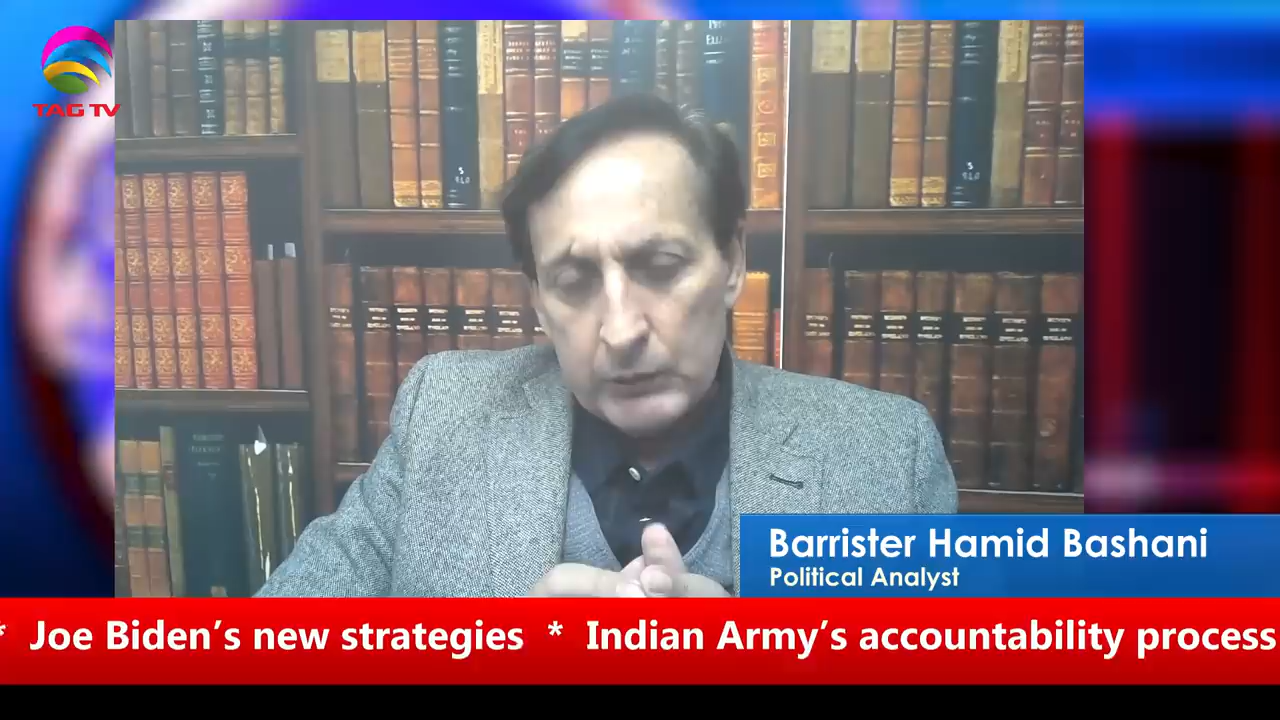 TAG TV
Barrister Hamid Bashani
Political Analyst
* Joe Biden’s new strategies * Indian Army’s accountability process